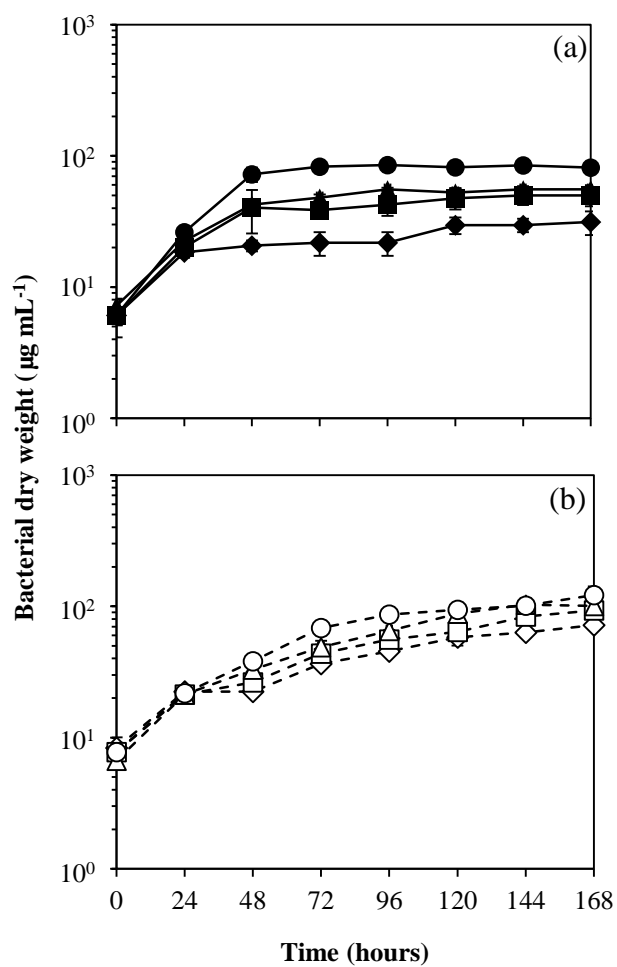 10³
(a)
10²
10¹
10⁰
Bacterial dry weight (µg mL⁻¹)
10³
(b)
10²
10¹
10⁰
0 24 48 72 96 120 144 168
Time (hours)